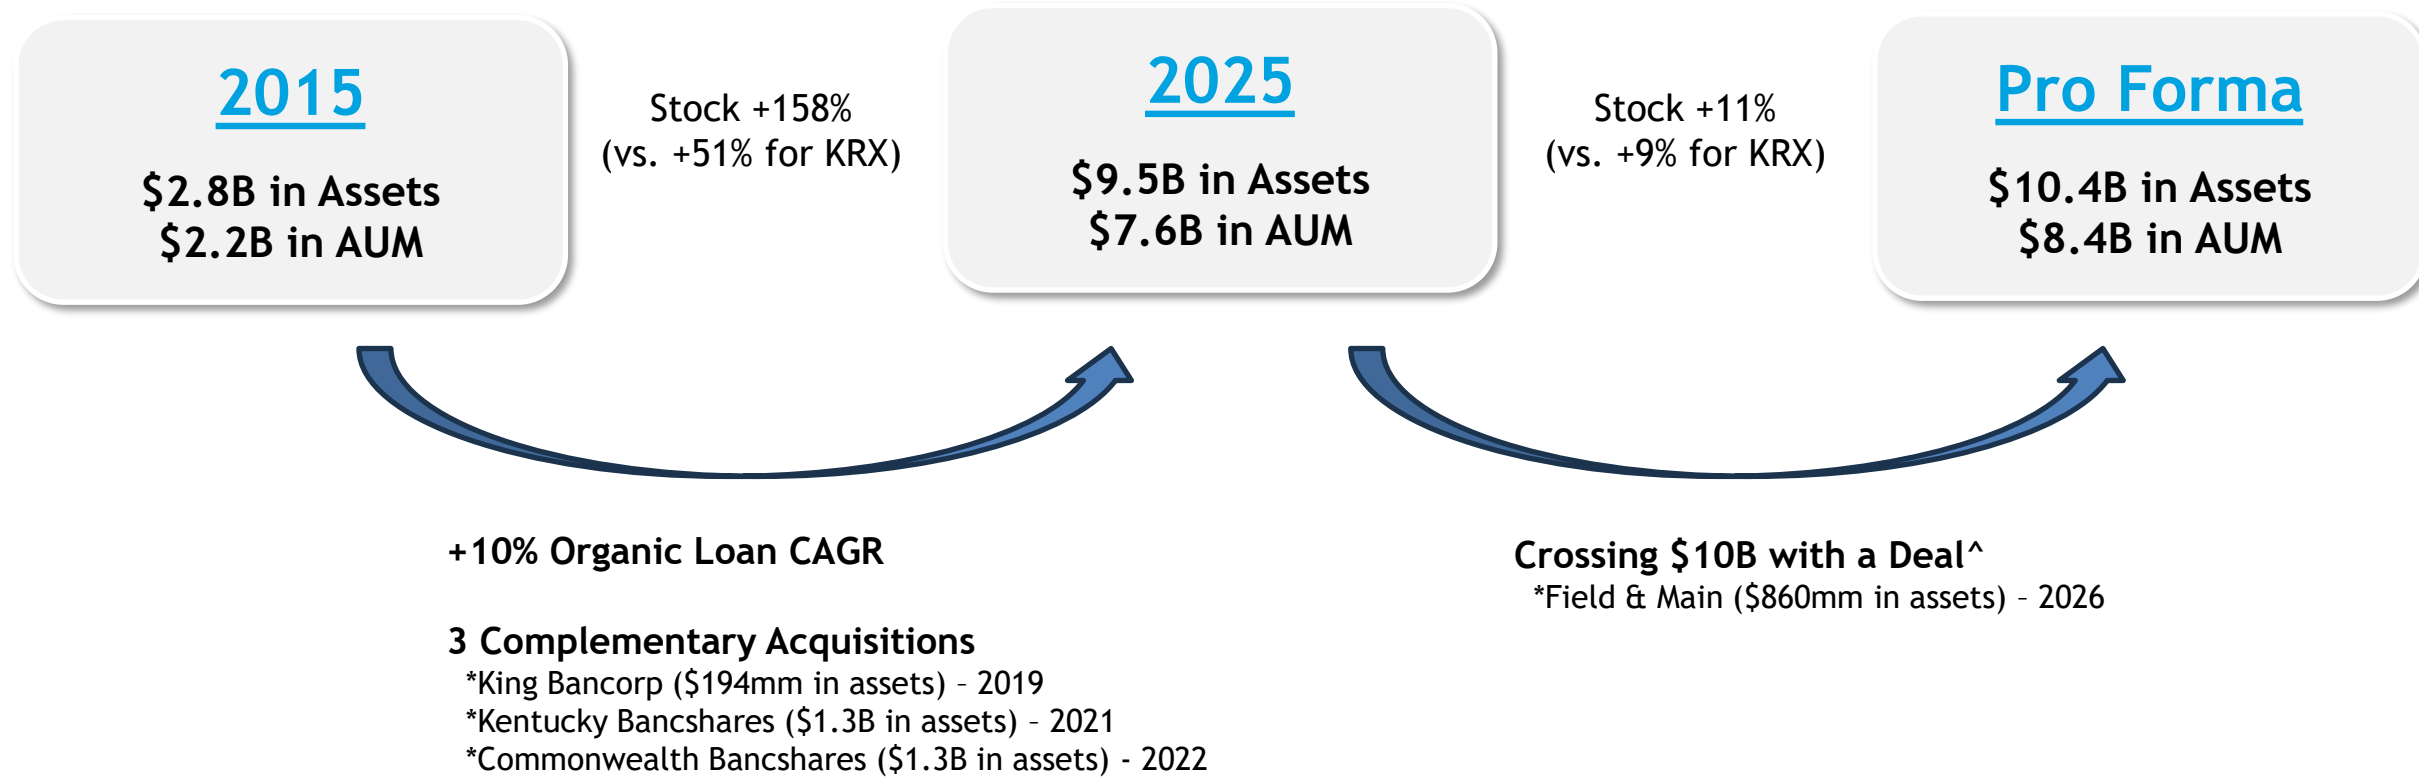 2015
$2.8B in Assets
$2.2B in AUM
Stock +158%
(vs. +51% for KRX)
2025
$9.5B in Assets
$7.6B in AUM
Stock +11%
(vs. +9% for KRX)
Pro Forma
$10.4B in Assets
$8.4B in AUM
+10% Organic Loan CAGR
3 Complementary Acquisitions
*King Bancorp ($194mm in assets) – 2019
*Kentucky Bancshares ($1.3B in assets) – 2021
*Commonwealth Bancshares ($1.3B in assets) - 2022
Crossing $10B with a Deal^
*Field & Main ($860mm in assets) – 2026